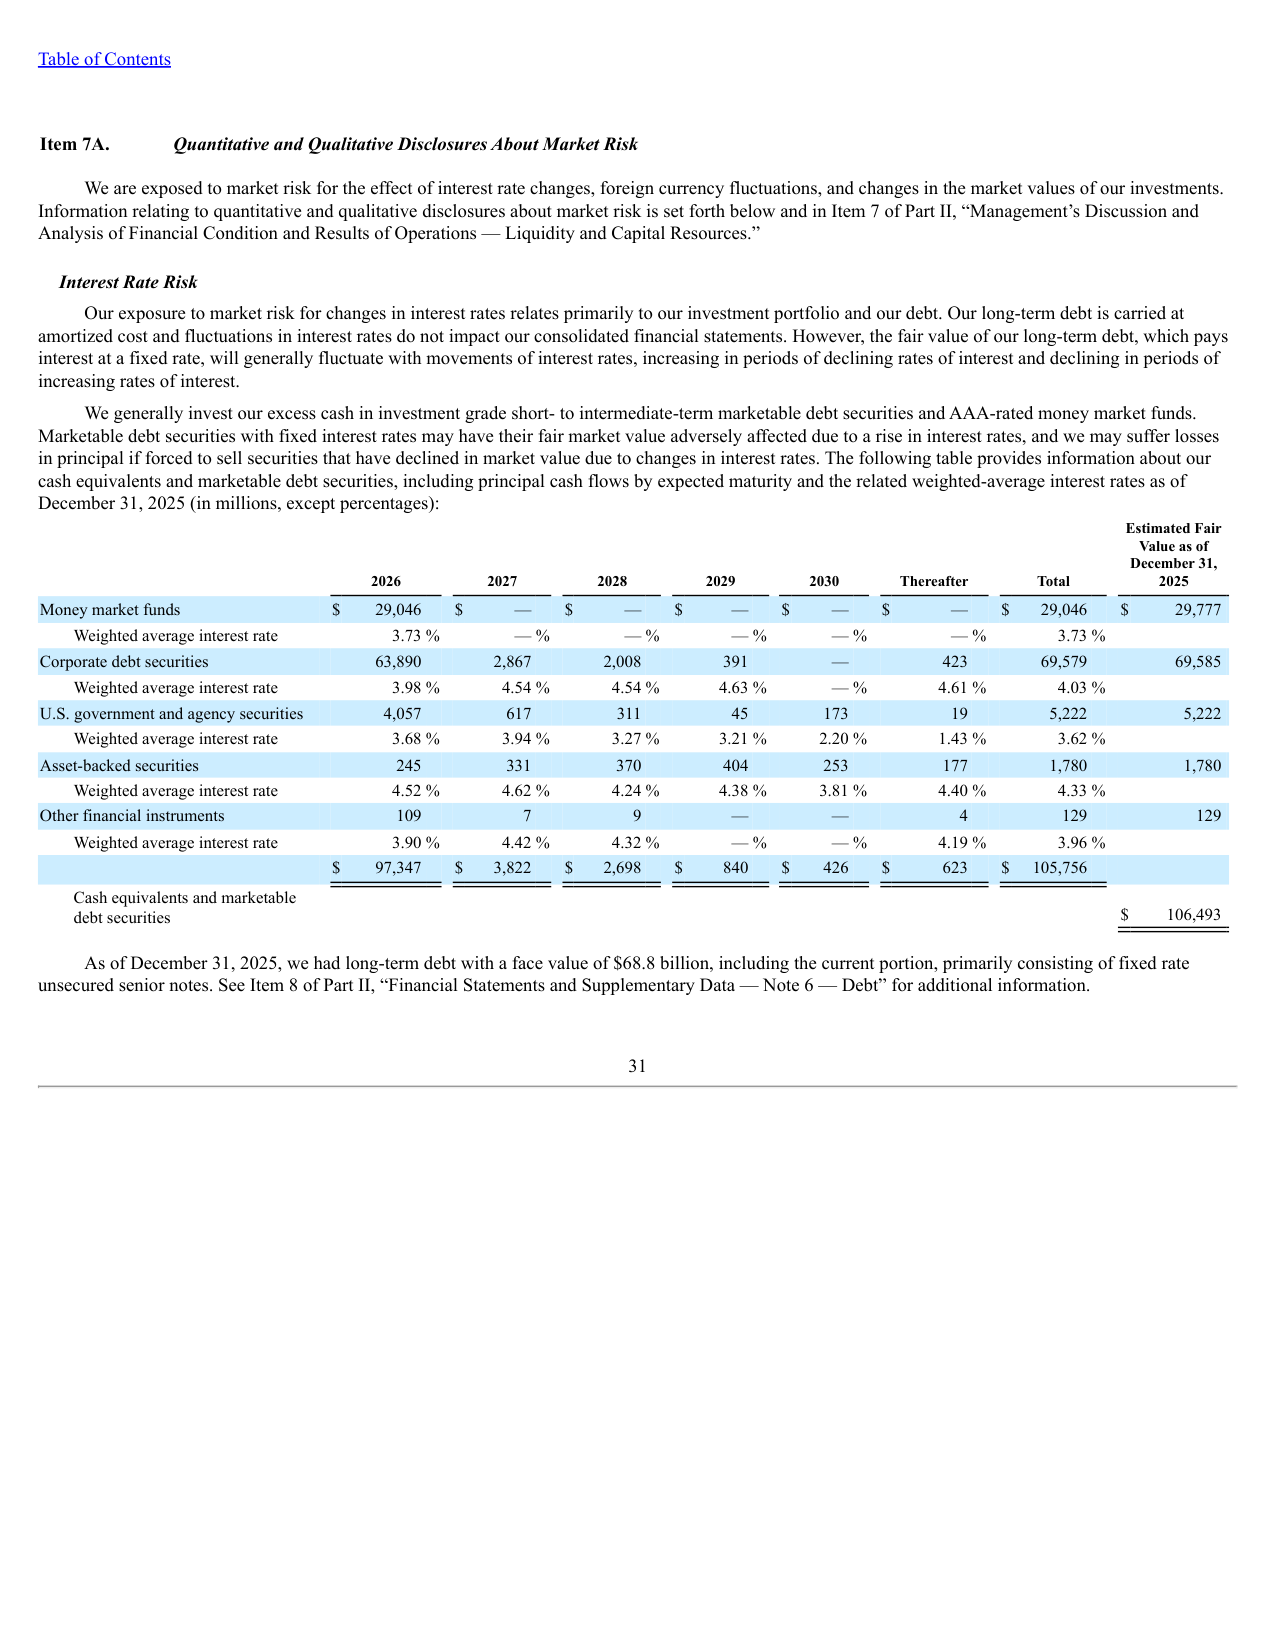 Table of Contents
Item 7A. Quantitative and Qualitative Disclosures About Market Risk
We are exposed to market risk for the effect of interest rate changes, foreign currency fluctuations, and changes in the market values of our investments.
Information relating to quantitative and qualitative disclosures about market risk is set forth below and in Item 7 of Part II, “Management’s Discussion and
Analysis of Financial Condition and Results of Operations — Liquidity and Capital Resources.”
Interest Rate Risk
Our exposure to market risk for changes in interest rates relates primarily to our investment portfolio and our debt. Our long-term debt is carried at
amortized cost and fluctuations in interest rates do not impact our consolidated financial statements. However, the fair value of our long-term debt, which pays
interest at a fixed rate, will generally fluctuate with movements of interest rates, increasing in periods of declining rates of interest and declining in periods of
increasing rates of interest.
We generally invest our excess cash in investment grade short- to intermediate-term marketable debt securities and AAA-rated money market funds.
Marketable debt securities with fixed interest rates may have their fair market value adversely affected due to a rise in interest rates, and we may suffer losses
in principal if forced to sell securities that have declined in market value due to changes in interest rates. The following table provides information about our
cash equivalents and marketable debt securities, including principal cash flows by expected maturity and the related weighted-average interest rates as of
December 31, 2025 (in millions, except percentages):
Estimated Fair
Value as of
December 31,
2026 2027 2028 2029 2030 Thereafter Total 2025
Money market funds $ 29,046 $ — $ — $ — $ — $ — $ 29,046 $ 29,777
Weighted average interest rate 3.73 % — % — % — % — % — % 3.73 %
Corporate debt securities 63,890 2,867 2,008 391 — 423 69,579 69,585
Weighted average interest rate 3.98 % 4.54 % 4.54 % 4.63 % — % 4.61 % 4.03 %
U.S. government and agency securities 4,057 617 311 45 173 19 5,222 5,222
Weighted average interest rate 3.68 % 3.94 % 3.27 % 3.21 % 2.20 % 1.43 % 3.62 %
Asset-backed securities 245 331 370 404 253 177 1,780 1,780
Weighted average interest rate 4.52 % 4.62 % 4.24 % 4.38 % 3.81 % 4.40 % 4.33 %
Other financial instruments 109 7 9 — — 4 129 129
Weighted average interest rate 3.90 % 4.42 % 4.32 % — % — % 4.19 % 3.96 %
$ 97,347 $ 3,822 $ 2,698 $ 840 $ 426 $ 623 $ 105,756
Cash equivalents and marketable
debt securities $ 106,493
As of December 31, 2025, we had long-term debt with a face value of $68.8 billion, including the current portion, primarily consisting of fixed rate
unsecured senior notes. See Item 8 of Part II, “Financial Statements and Supplementary Data — Note 6 — Debt” for additional information.
31